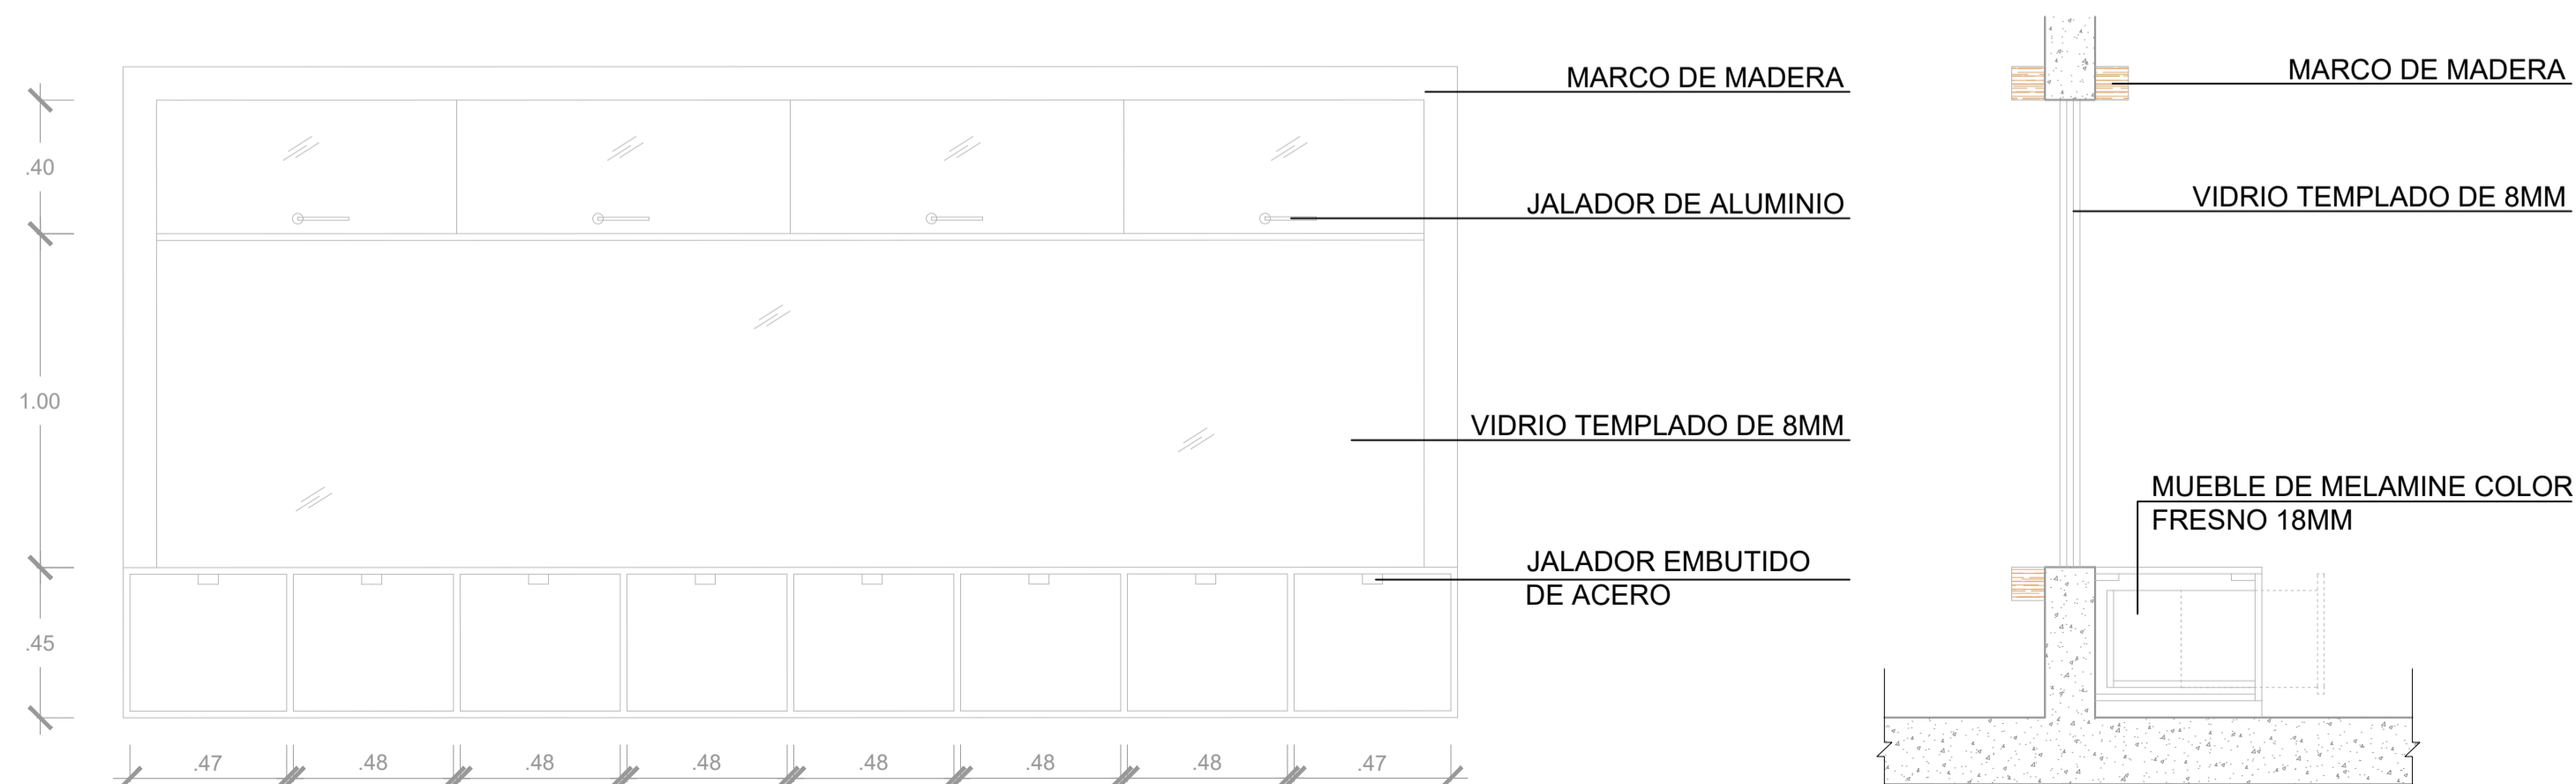 MARCO DE MADERA
MARCO DE MADERA
.40
JALADOR DE ALUMINIO
VIDRIO TEMPLADO DE 8MM
1.00
VIDRIO TEMPLADO DE 8MM
MUEBLE DE MELAMINE COLOR
FRESNO 18MM
JALADOR EMBUTIDO
DE ACERO
.45
.47 .48 .48 .48 .48 .48 .48 .47